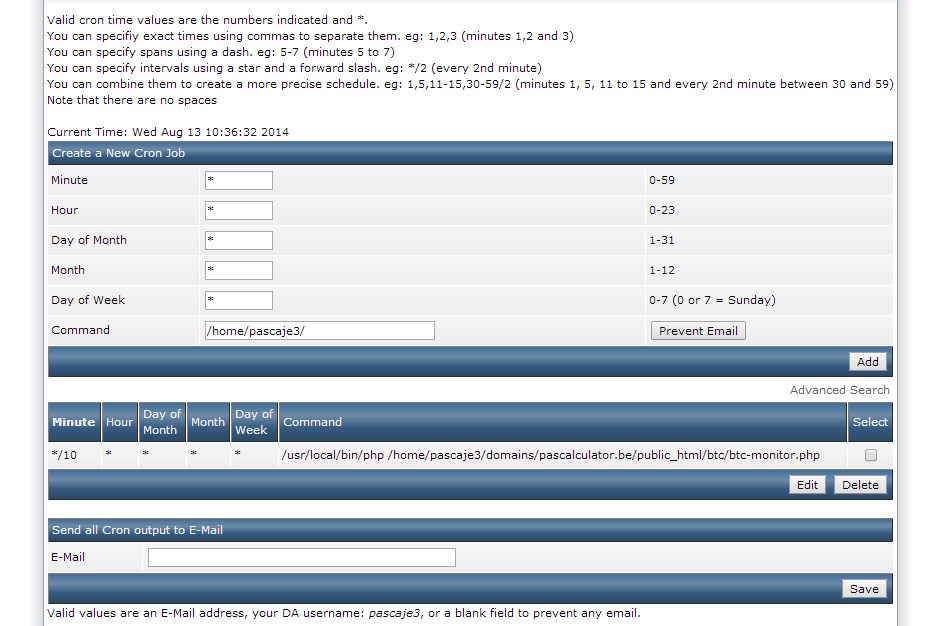 Valid cron time values are the numbers indicated and *.
You can specifiy exact times using commas to separate them. eg: 1,2,3 (minutes 1,2 and 3)
You can specify spans using a dash. eg: 5-7 (minutes 5 to 7)
You can specify intervals using a star and a forward slash. eg: */2 (every 2nd minute)
You can combine them to create a more precise schedule. eg: 1,5,11-15,30-59/2 (minutes 1, 5, 11 to 15 and every 2nd minute between 30 and 59)
Note that there are no spaces
Current Time: Wed Aug 13 10:36:32 2014
Create a New Cron Job
Minute * 0-59
Hour * 0-23
Day of Month * 1-31
Month * 1-12
Day of Week * 0-7 (0 or 7 = Sunday)
Command /home/pascaje3/ Prevent Email
Add
Advanced Search
Minute Hour Day of Month Month Day of Week Command Select
*/10 * * * * /usr/local/bin/php /home/pascaje3/domains/pascalculator.be/public_html/btc/btc-monitor.php
Edit Delete
Send all Cron output to E-Mail
E-Mail
Save
Valid values are an E-Mail address, your DA username: pascaje3, or a blank field to prevent any email.